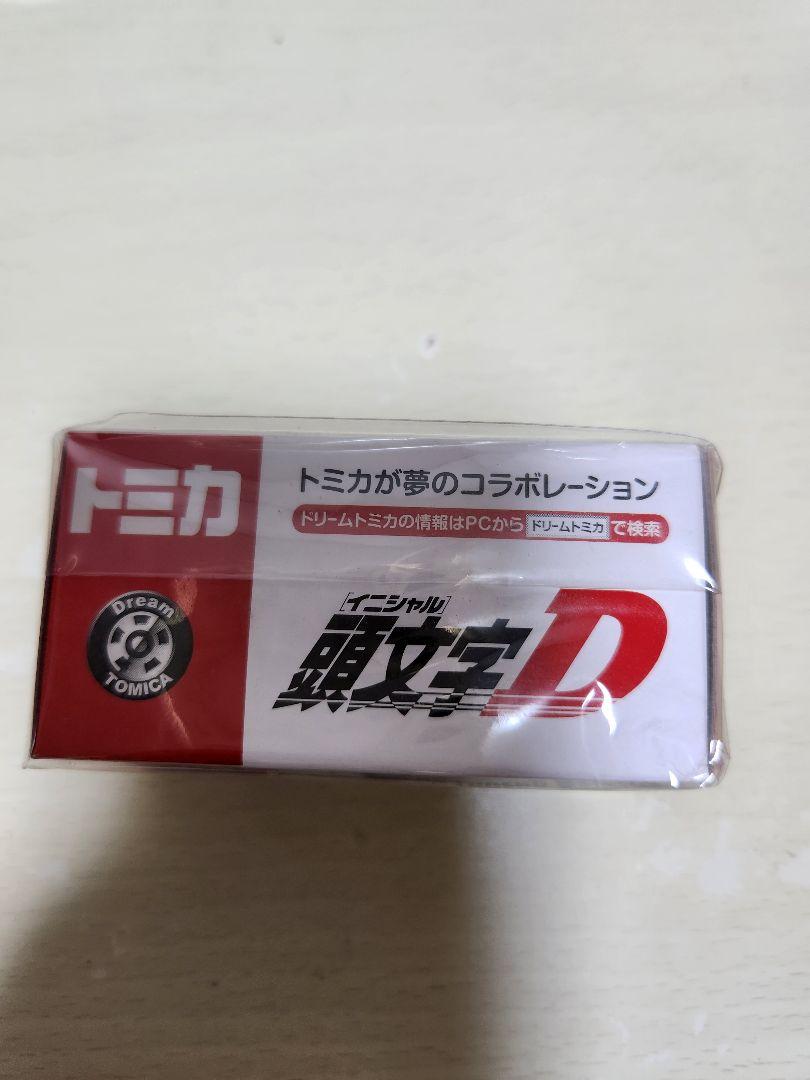 トミカ
トミカが夢のコラボレーション
ドリームトミカの情報はPCから ドリームトミカ で検索
Dream
TOMICA
[イニシャル]
頭文字D